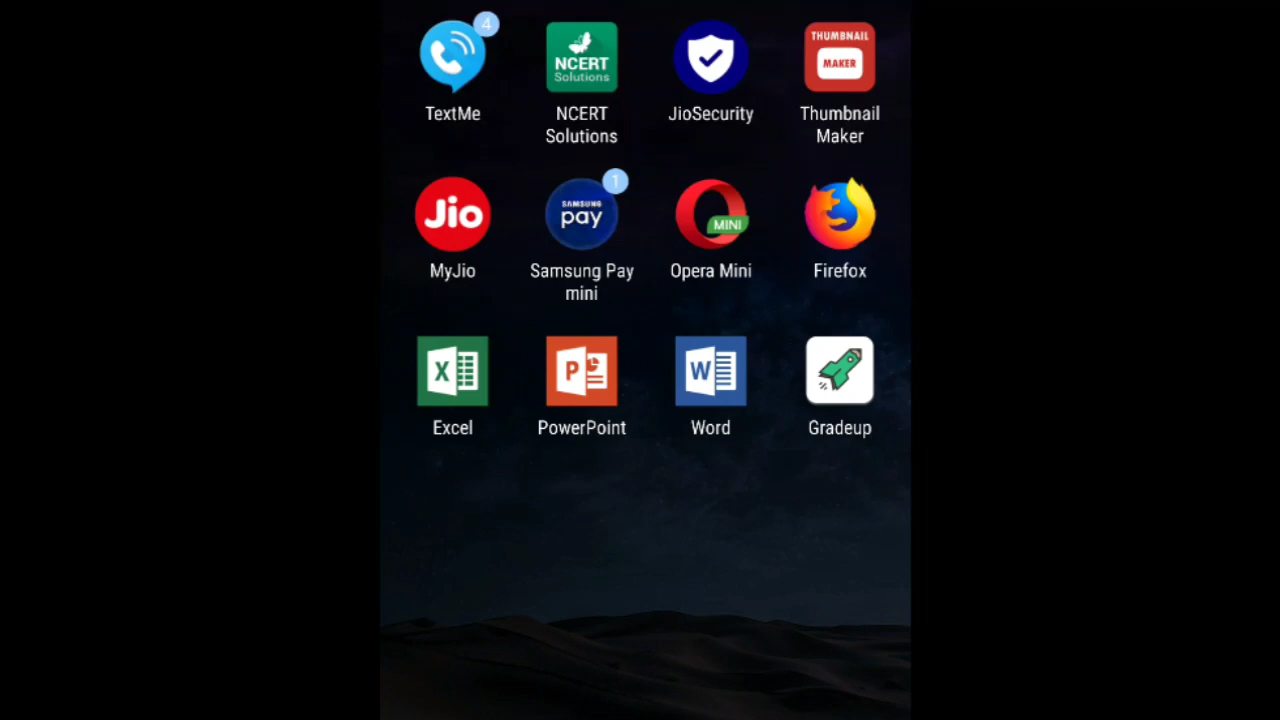 4
NCERT
Solutions
THUMBNAIL
MAKER
TextMe
NCERT
Solutions
JioSecurity
Thumbnail
Maker
Jio
1
SAMSUNG
pay
MINI
MyJio
Samsung Pay
mini
Opera Mini
Firefox
X
P
W
Excel
PowerPoint
Word
Gradeup